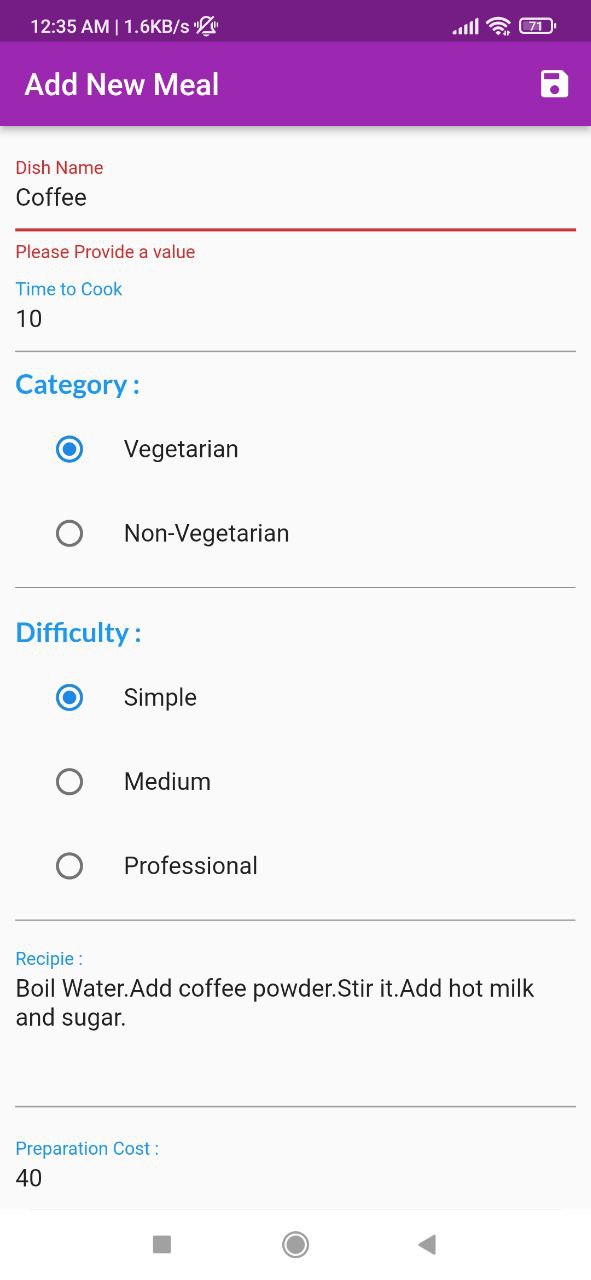 12:35 AM | 1.6KB/s 71
Add New Meal
Dish Name
Coffee
Please Provide a value
Time to Cook
10
Category :
Vegetarian
Non-Vegetarian
Difficulty :
Simple
Medium
Professional
Recipie :
Boil Water.Add coffee powder.Stir it.Add hot milk
and sugar.
Preparation Cost :
40